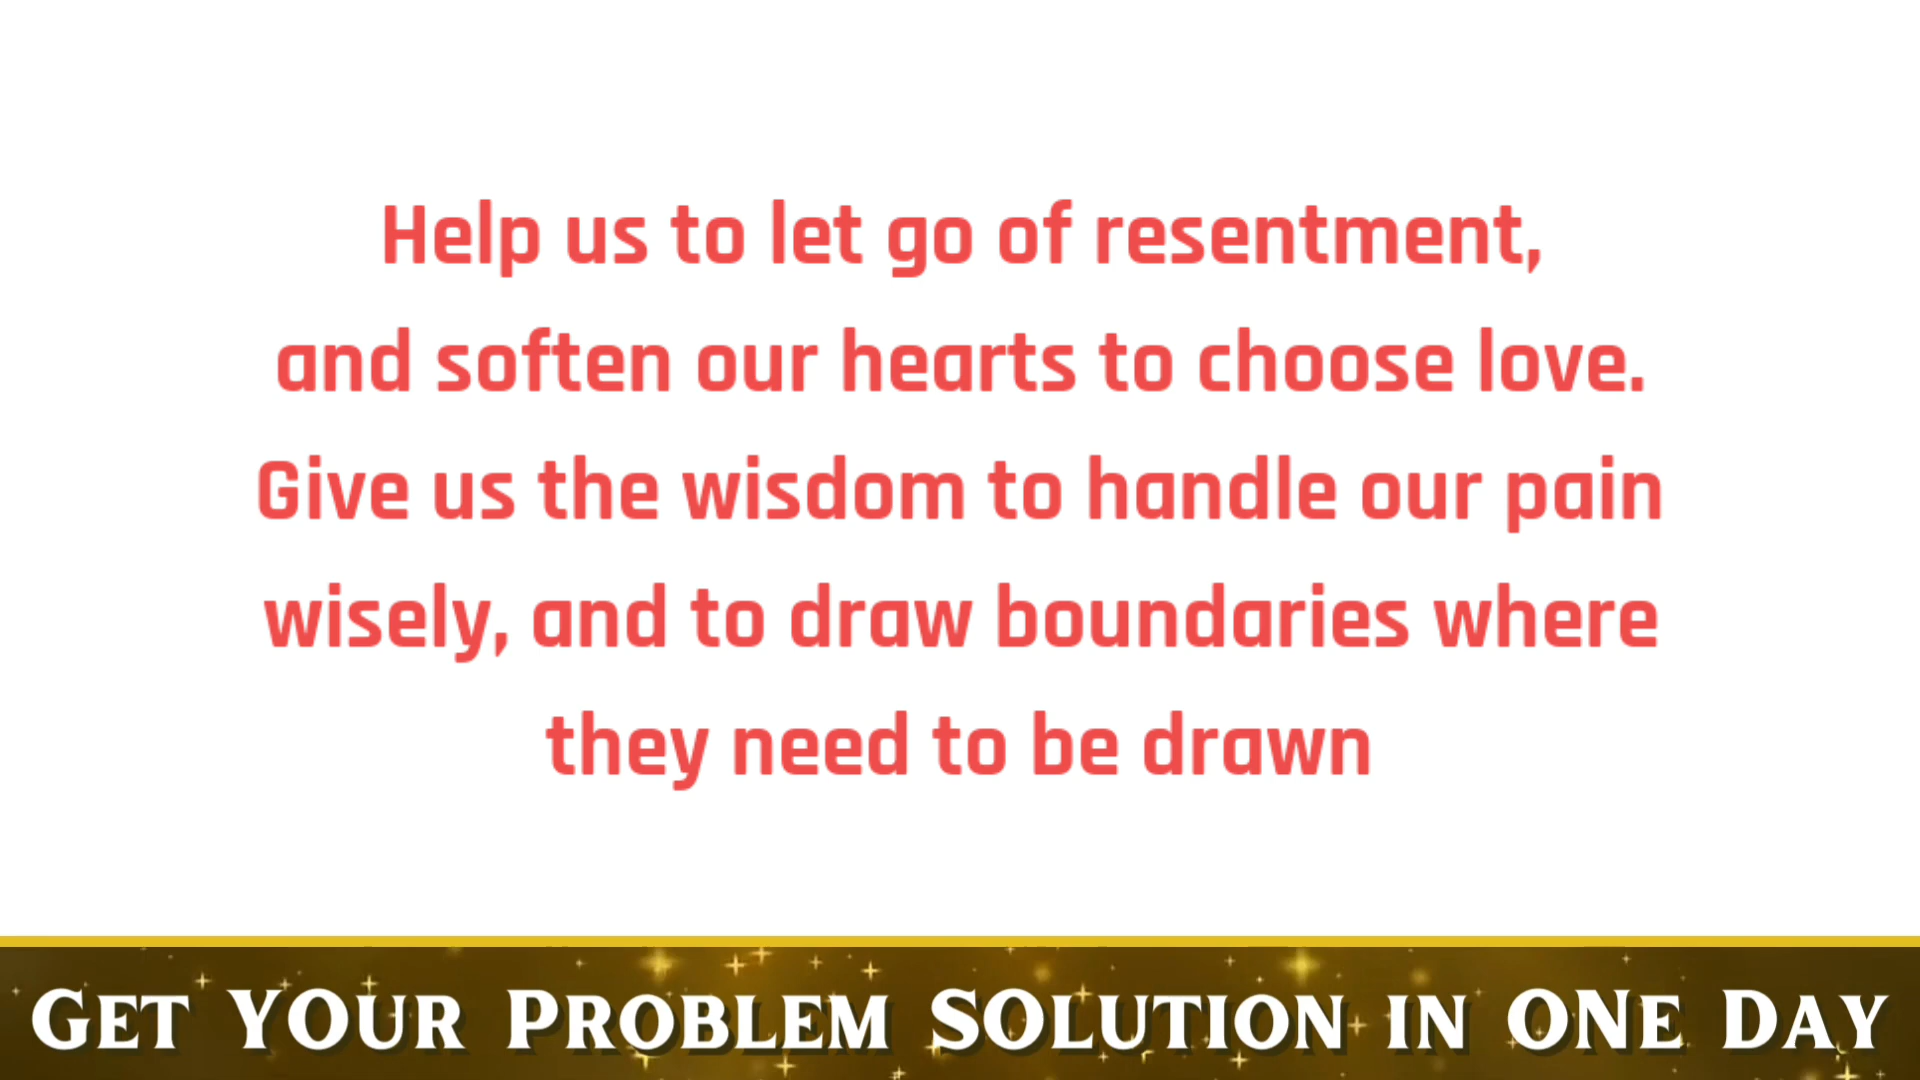 Help us to let go of resentment,
and soften our hearts to choose love.
Give us the wisdom to handle our pain
wisely, and to draw boundaries where
they need to be drawn
GET YOUR PROBLEM SOLUTION IN ONE DAY